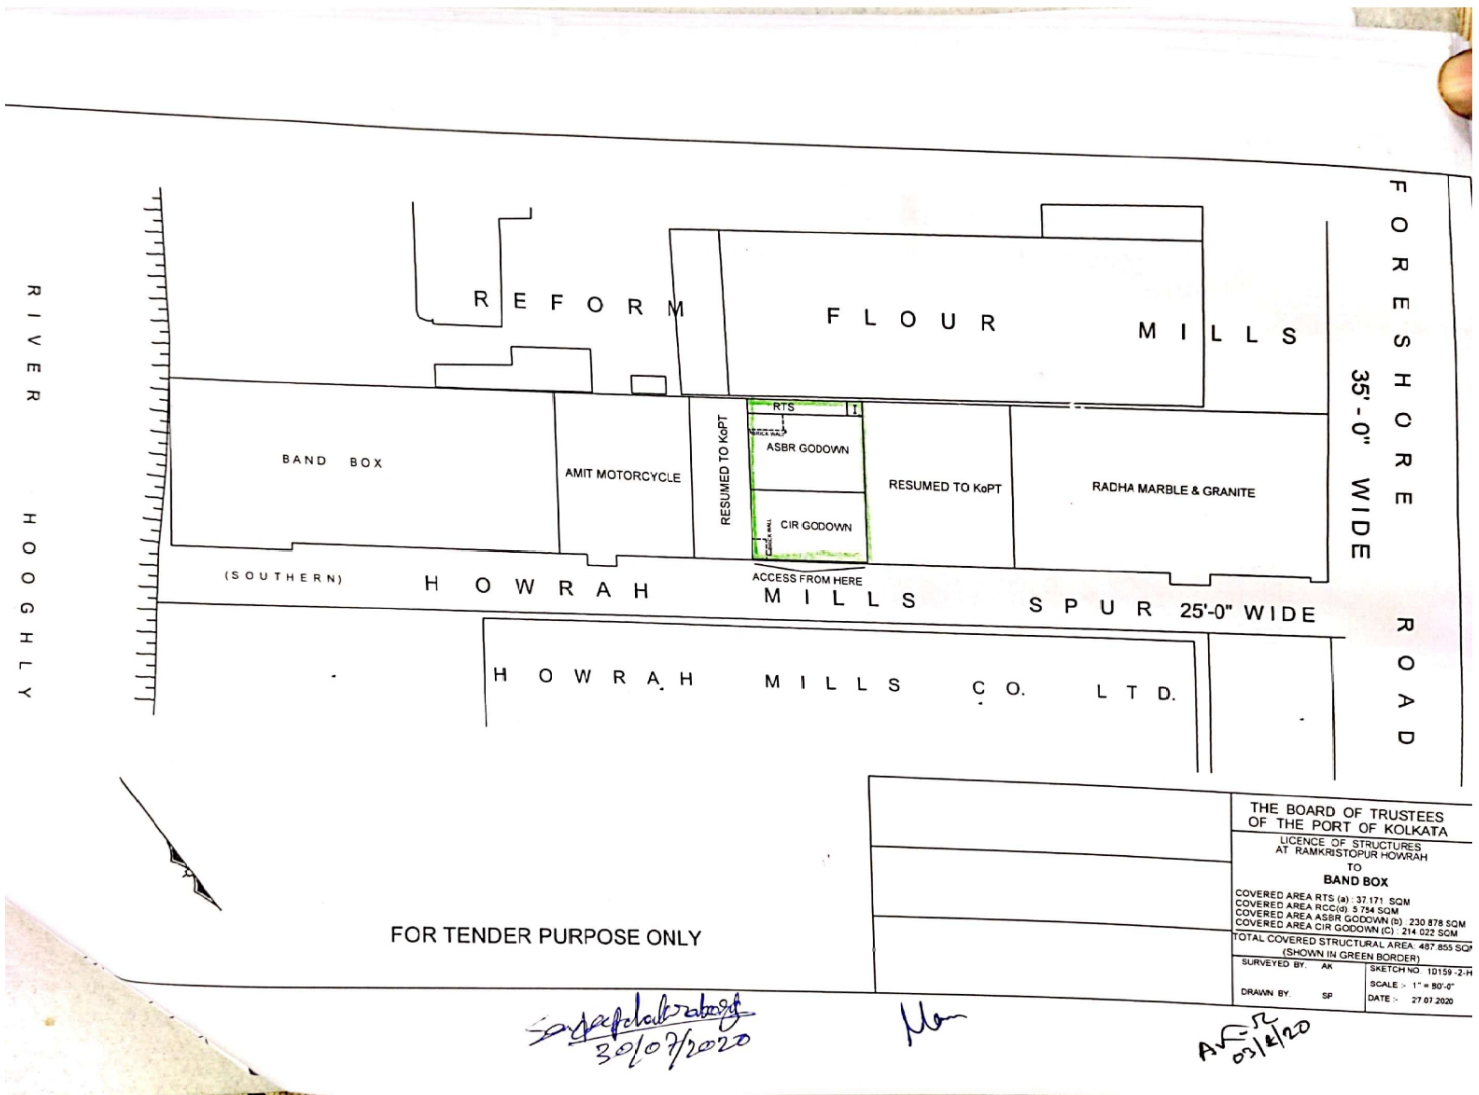 FORESHORE ROAD
35'-0" WIDE
RIVER HOOGHLY
REFORM FLOUR MILLS
RTS
I
BRICK WALL
ASBR GODOWN
BAND BOX
AMIT MOTORCYCLE
RESUMED TO KoPT
RESUMED TO KoPT
RADHA MARBLE & GRANITE
CIR GODOWN
BRICK WALL
ACCESS FROM HERE
(SOUTHERN) HOWRAH MILLS SPUR 25'-0" WIDE
HOWRAH MILLS CO. LTD.
THE BOARD OF TRUSTEES
OF THE PORT OF KOLKATA
LICENCE OF STRUCTURES
AT RAMKRISTOPUR HOWRAH
TO
BAND BOX
COVERED AREA RTS (a) : 37.171 SQM
COVERED AREA RCC(d) 5.754 SQM
COVERED AREA ASBR GODOWN (b) : 230.878 SQM
COVERED AREA CIR GODOWN (C) : 214.022 SQM
TOTAL COVERED STRUCTURAL AREA: 487.855 SQM
(SHOWN IN GREEN BORDER)
SURVEYED BY. AK
SKETCH NO. 10159-2-H
SCALE :- 1" = 80'-0"
DRAWN BY. SP
DATE :- 27.07.2020
FOR TENDER PURPOSE ONLY
30/07/2020